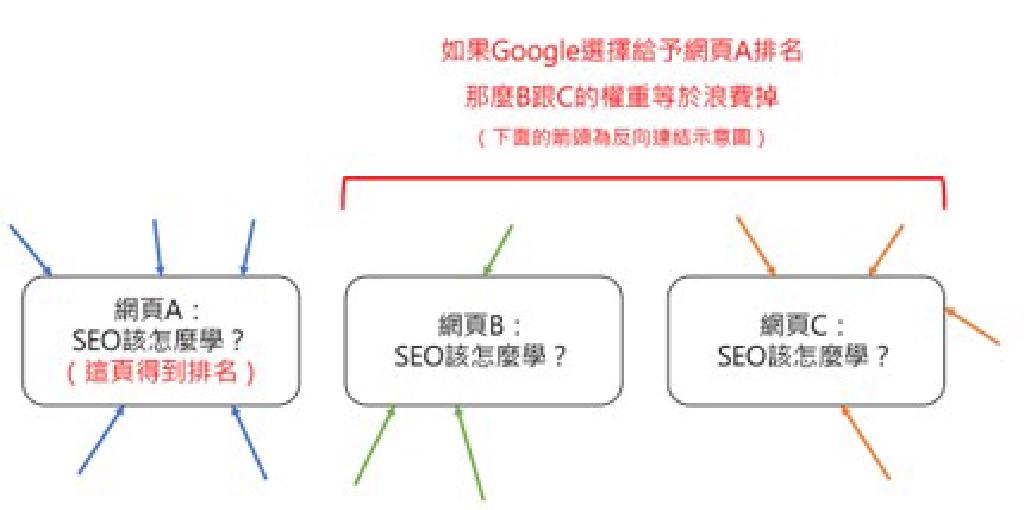 如果Google選擇給予網頁A排名
那麼B跟C的權重等於浪費掉
(下面的箭頭為反向連結示意圖)
網頁A：
SEO該怎麼學？
(這頁得到排名)
網頁B：
SEO該怎麼學？
網頁C：
SEO該怎麼學？